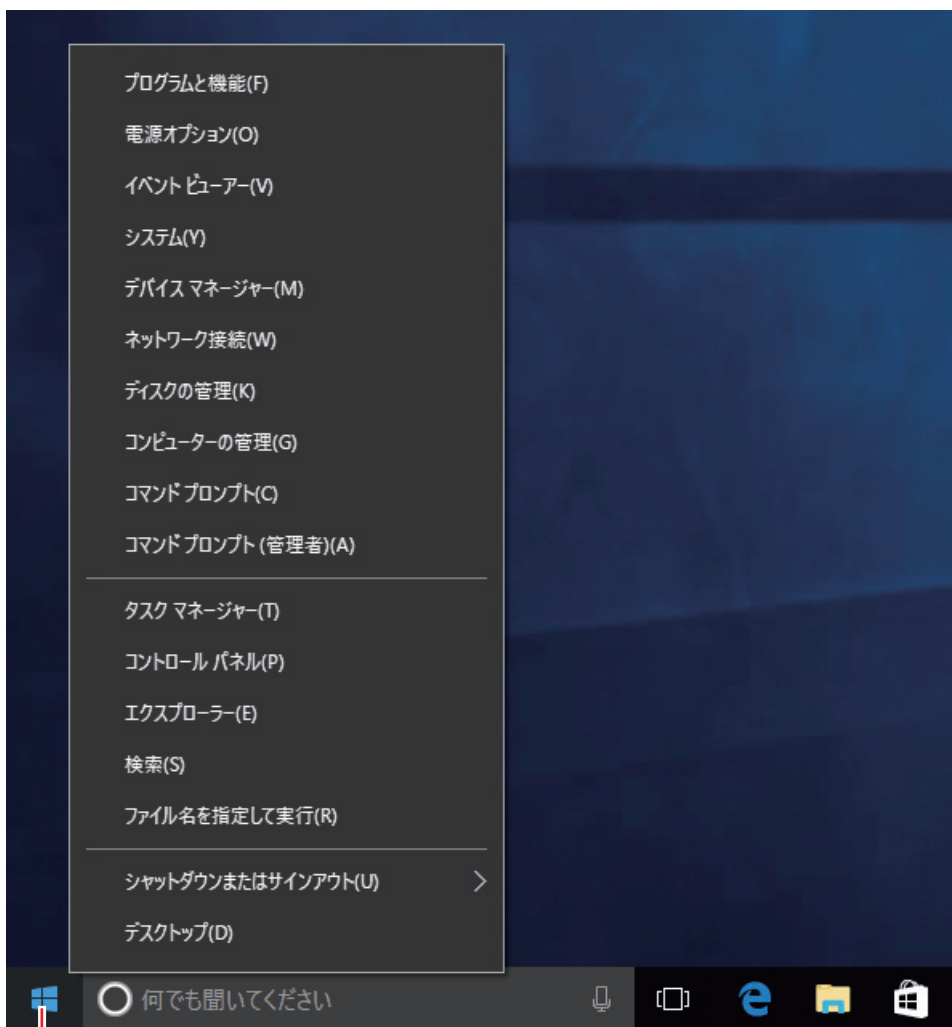 プログラムと機能(F)
電源オプション(O)
イベント ビューアー(V)
システム(Y)
デバイス マネージャー(M)
ネットワーク接続(W)
ディスクの管理(K)
コンピューターの管理(G)
コマンド プロンプト(C)
コマンド プロンプト (管理者)(A)
タスク マネージャー(T)
コントロール パネル(P)
エクスプローラー(E)
検索(S)
ファイル名を指定して実行(R)
シャットダウンまたはサインアウト(U)
デスクトップ(D)
何でも聞いてください